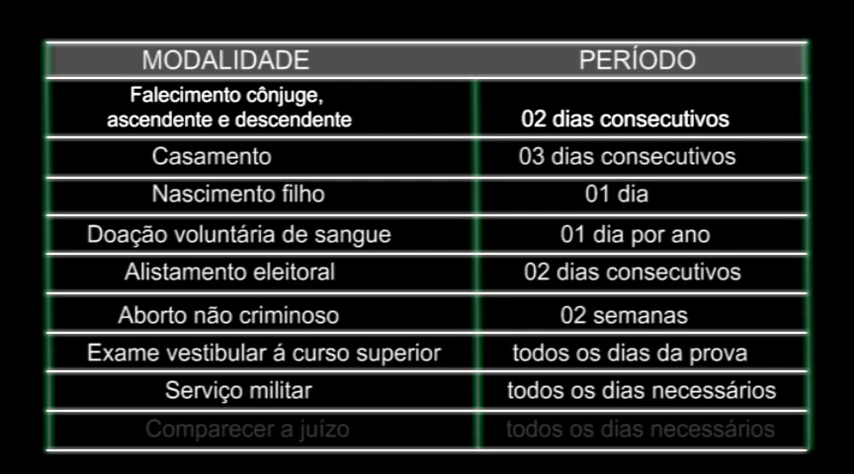 MODALIDADE PERÍODO
Falecimento cônjuge,
ascendente e descendente 02 dias consecutivos
Casamento 03 dias consecutivos
Nascimento filho 01 dia
Doação voluntária de sangue 01 dia por ano
Alistamento eleitoral 02 dias consecutivos
Aborto não criminoso 02 semanas
Exame vestibular á curso superior todos os dias da prova
Serviço militar todos os dias necessários
Comparecer a juízo todos os dias necessários